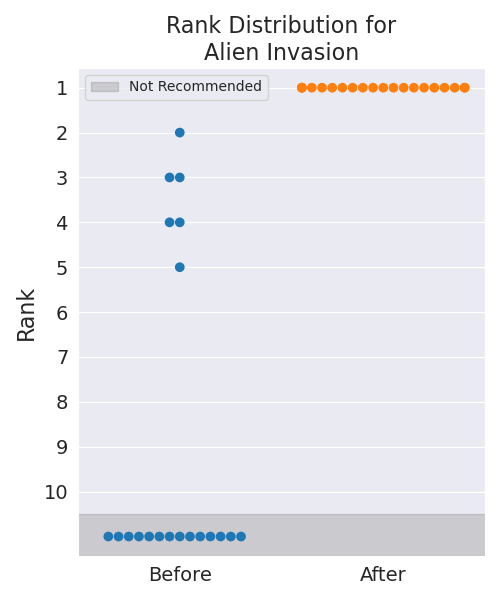 Rank Distribution for
Alien Invasion
Not Recommended
1
2
3
4
5
6
7
8
9
10
Rank
Before
After